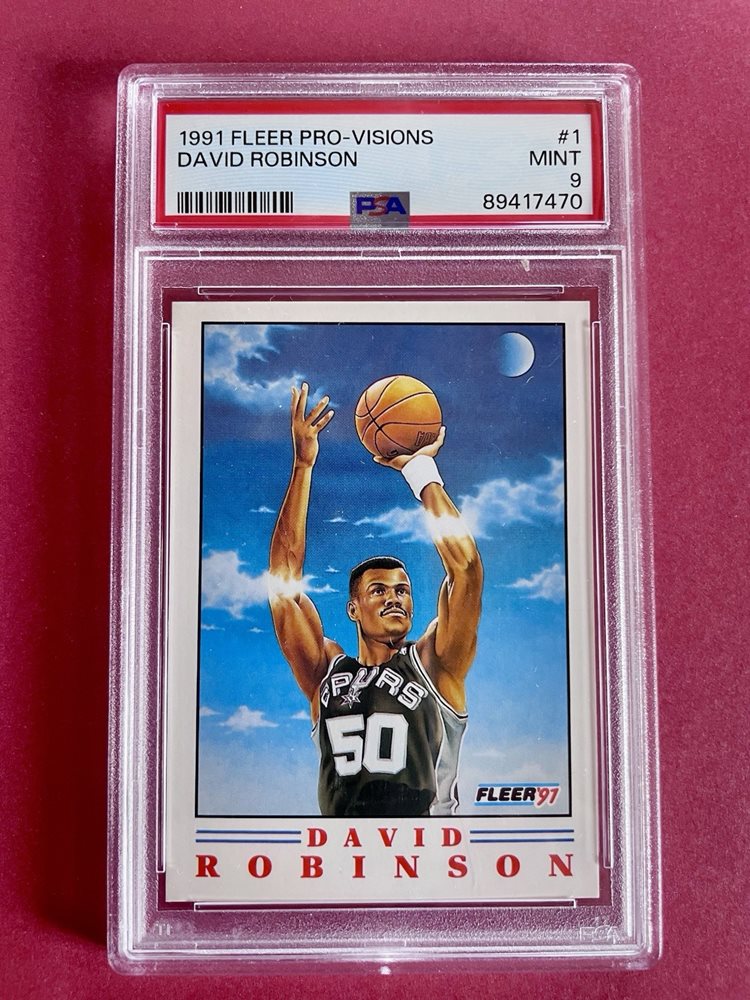 1991 FLEER PRO-VISIONS #1
DAVID ROBINSON MINT
9
PSA 89417470
SPURS
50
FLEER'91
DAVID
ROBINSON